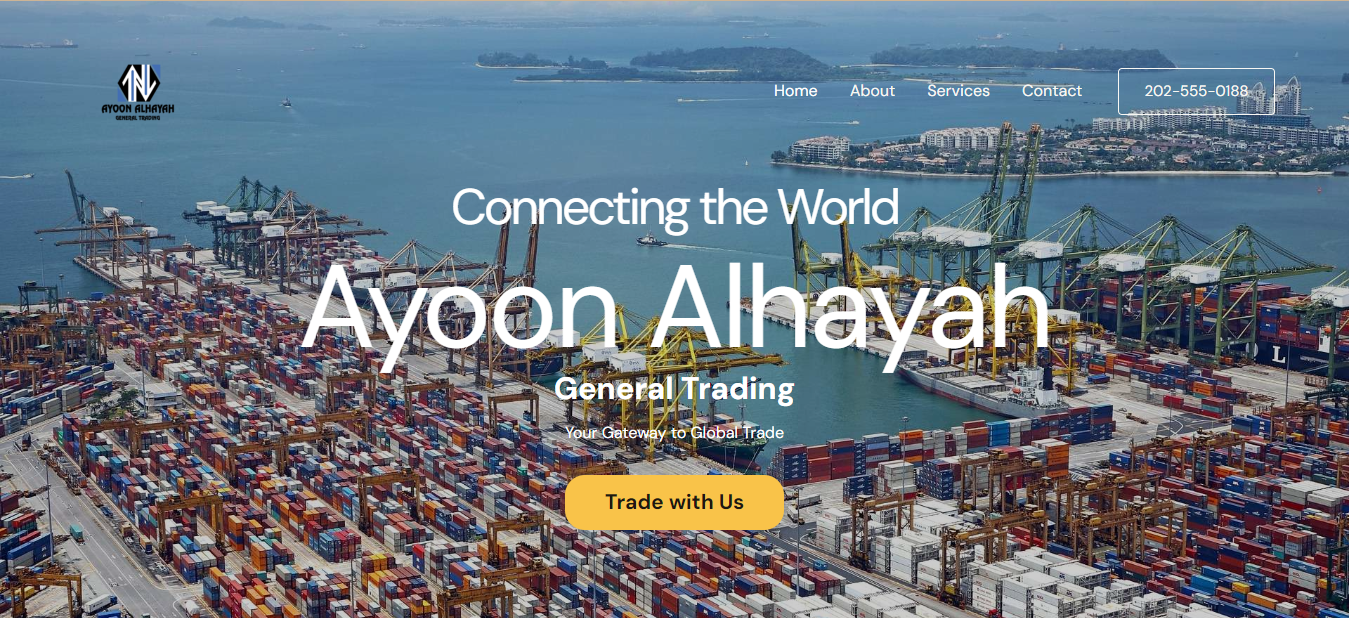 AYOON ALHAYAH
GENERAL TRADING
Home About Services Contact 202-555-0188
Connecting the World
Ayoon Alhayah
General Trading
Your Gateway to Global Trade
Trade with Us